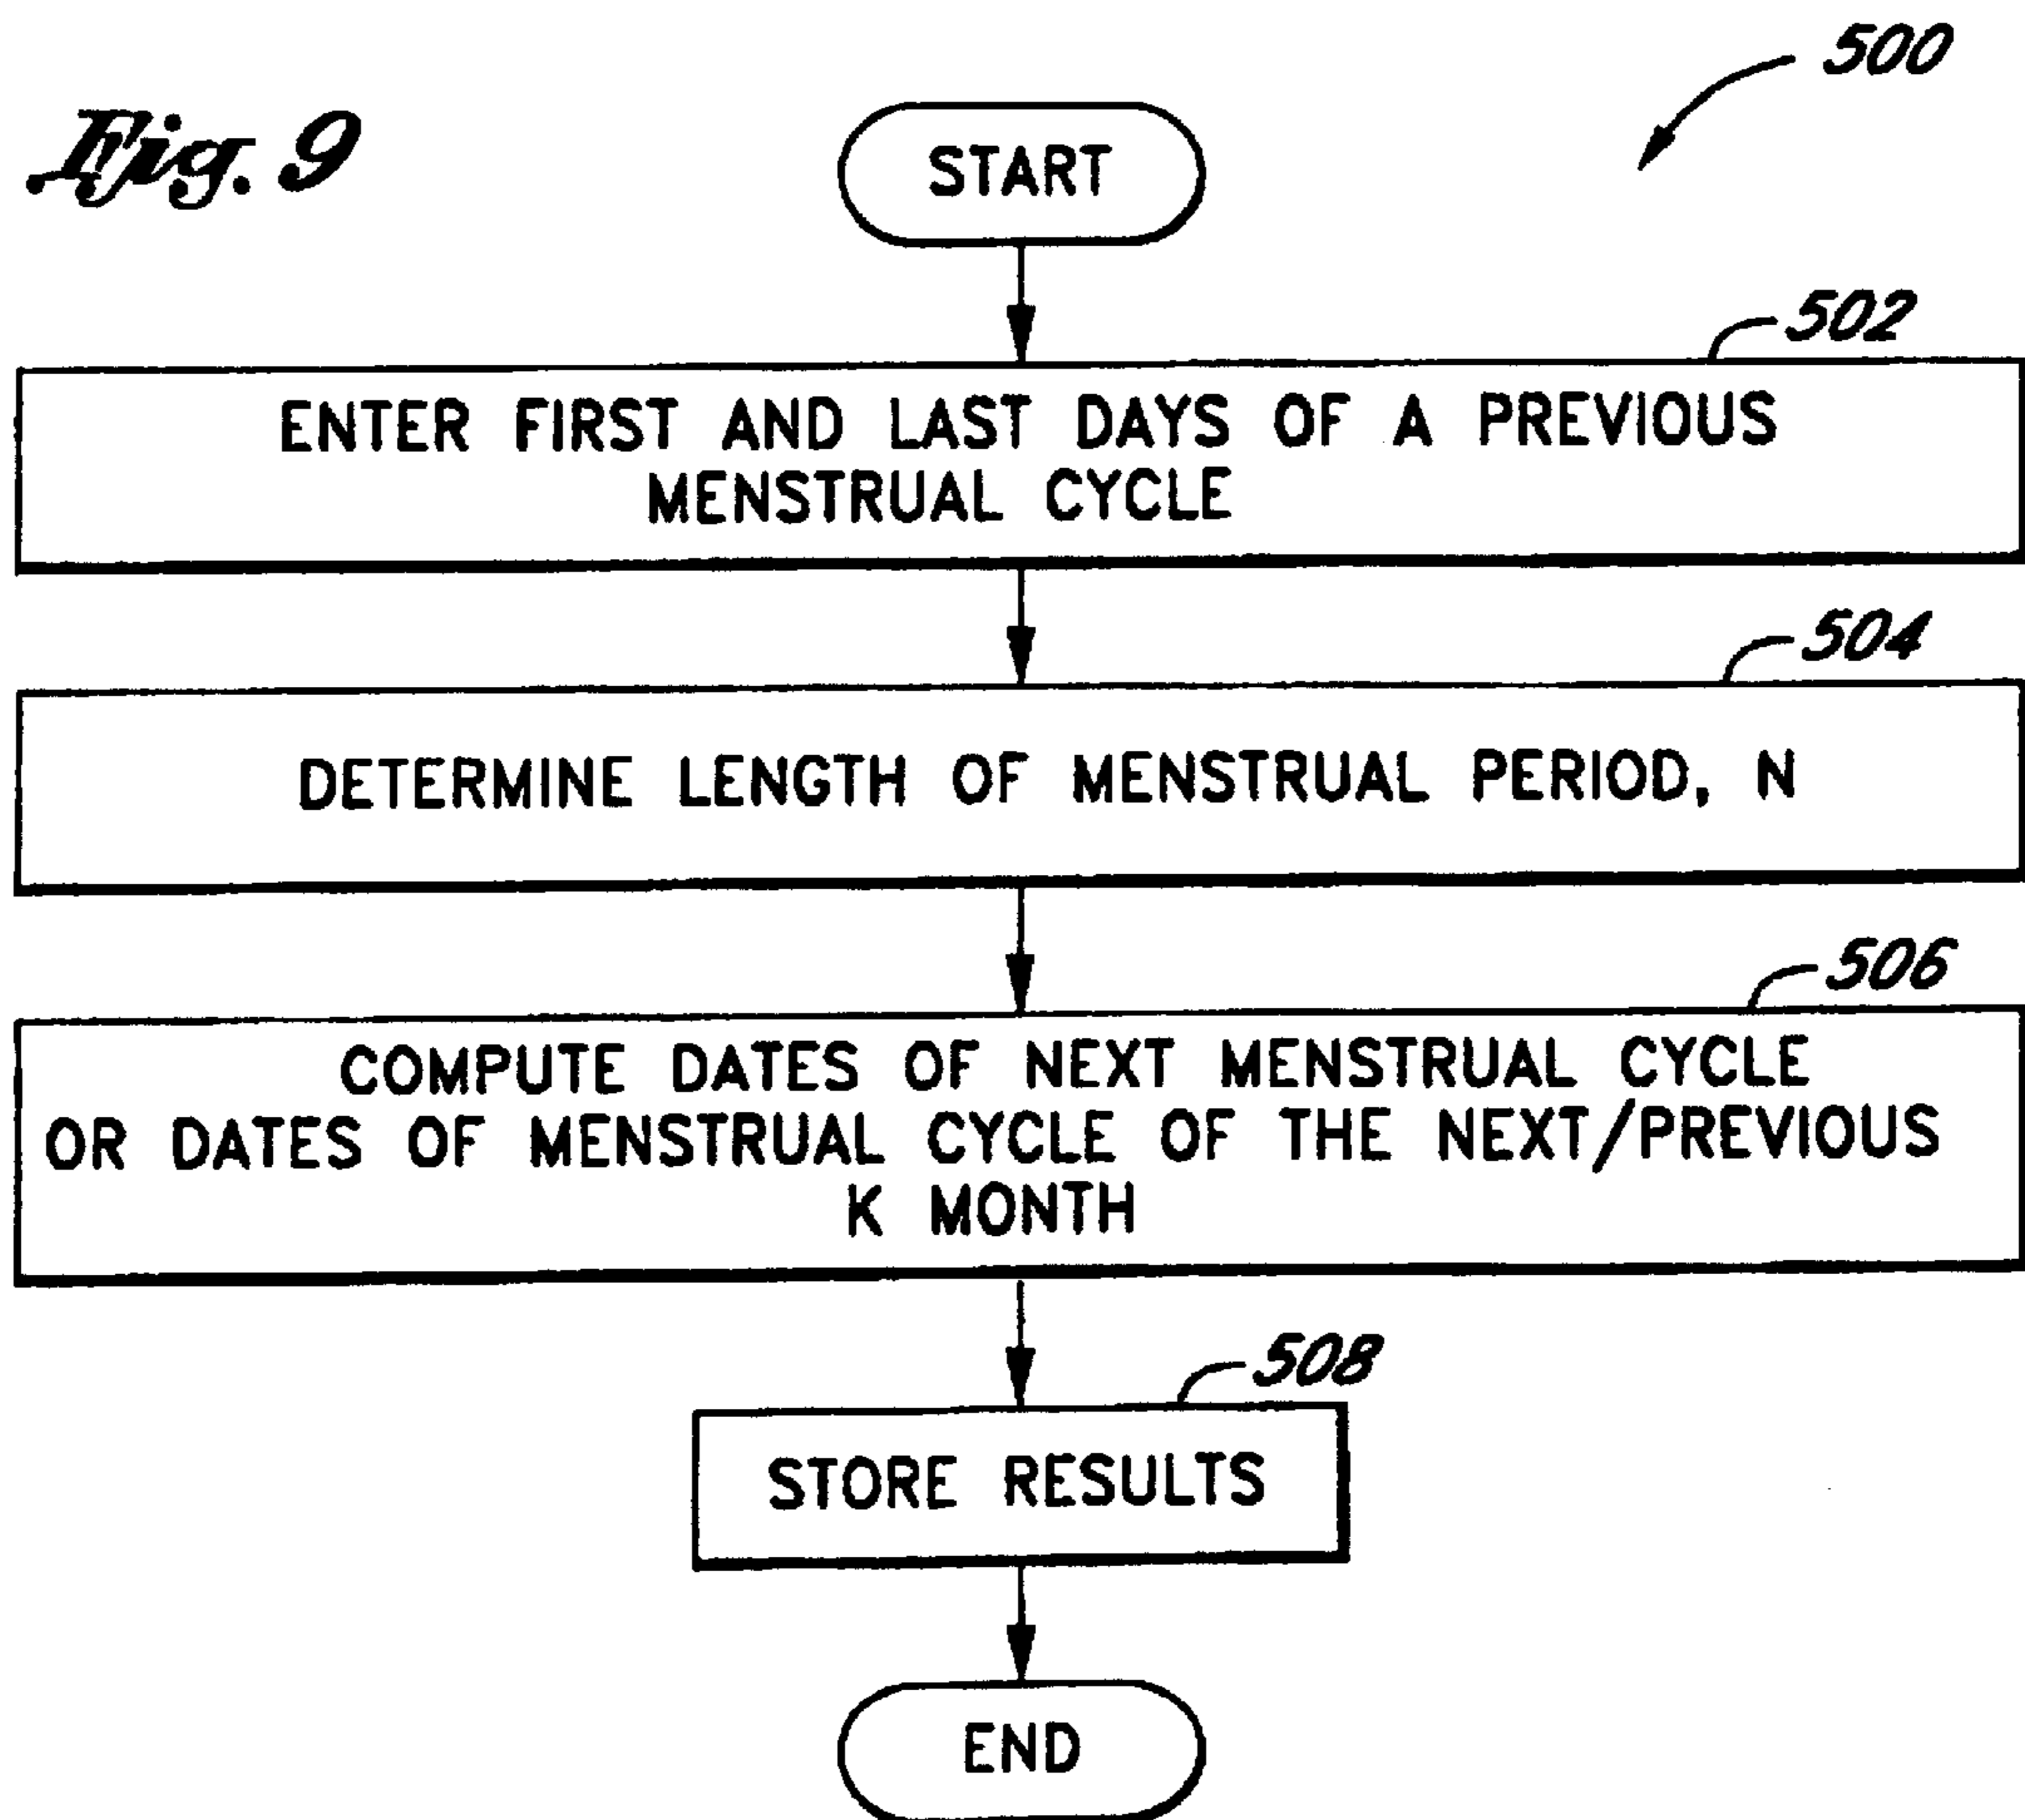 Fig. 9
500
START
502
ENTER FIRST AND LAST DAYS OF A PREVIOUS
MENSTRUAL CYCLE
504
DETERMINE LENGTH OF MENSTRUAL PERIOD, N
506
COMPUTE DATES OF NEXT MENSTRUAL CYCLE
OR DATES OF MENSTRUAL CYCLE OF THE NEXT/PREVIOUS
K MONTH
508
STORE RESULTS
END